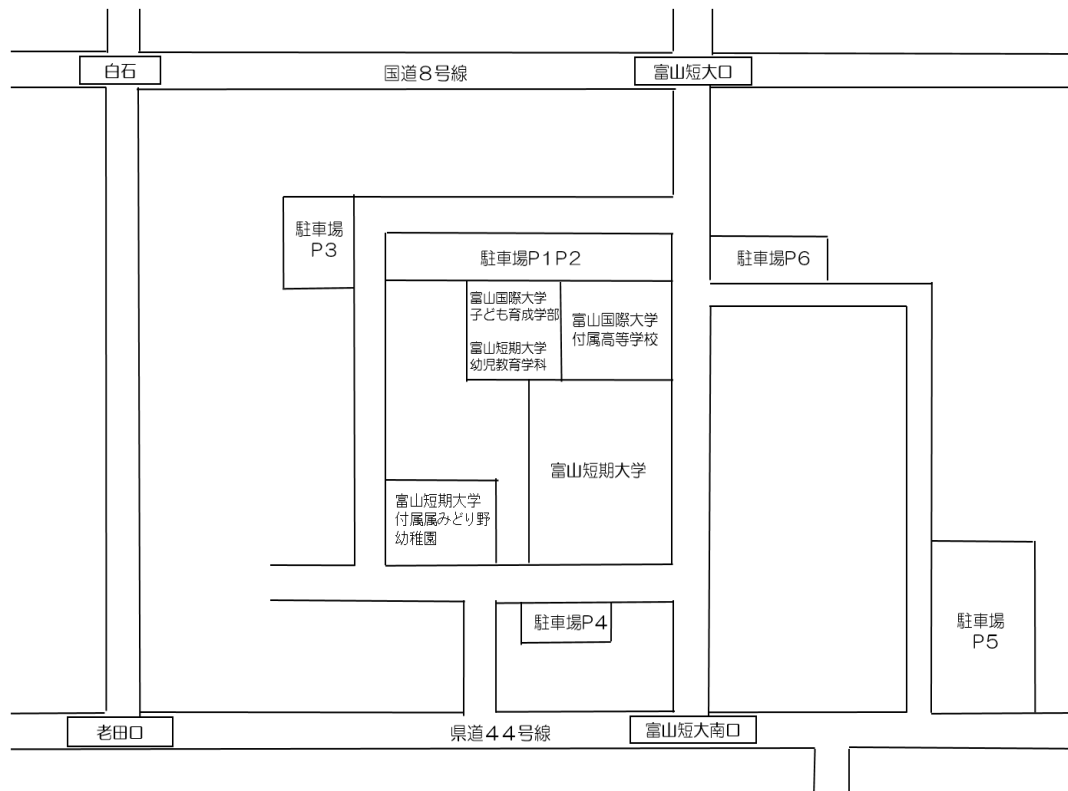 白石
国道8号線
富山短大口
駐車場
P3
駐車場P1P2
駐車場P6
富山国際大学
子ども育成学部
富山短期大学
幼児教育学科
富山国際大学
付属高等学校
富山短期大学
富山短期大学
付属属みどり野
幼稚園
駐車場P4
駐車場
P5
老田口
県道44号線
富山短大南口